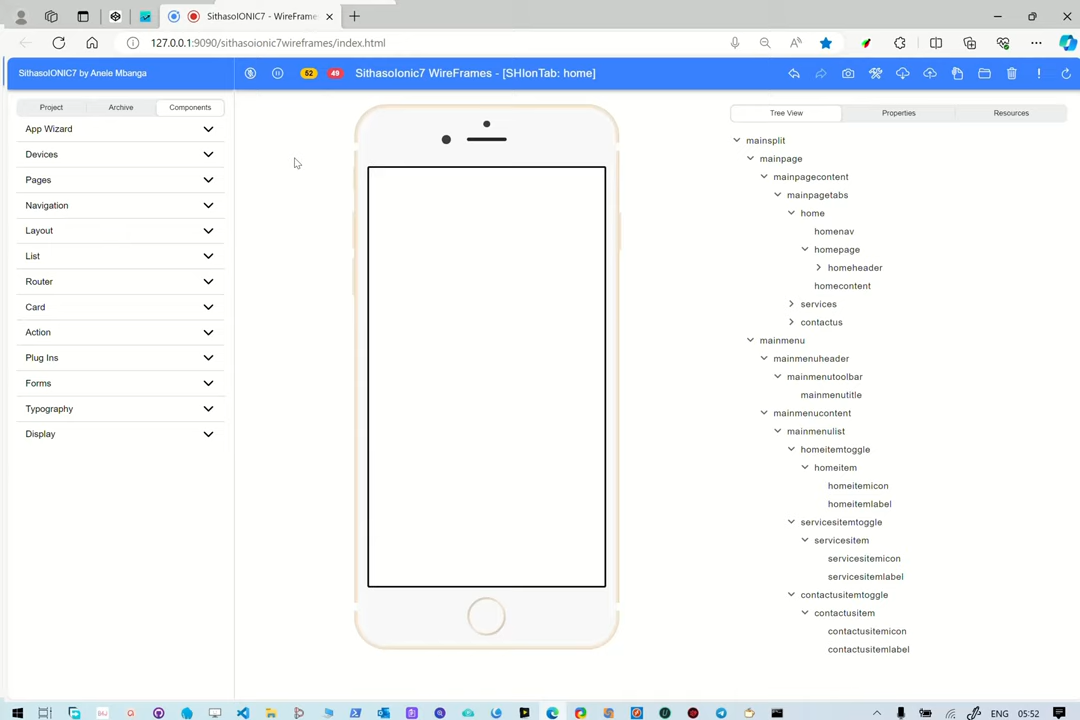 SithasoIONIC7 - WireFrame
127.0.0.1:9090/sithasoionic7wireframes/index.html
SithasoIONIC7 by Anele Mbanga
52
49
SithasoIonic7 WireFrames - [SHIonTab: home]
Project
Archive
Components
App Wizard
Devices
Pages
Navigation
Layout
List
Router
Card
Action
Plug Ins
Forms
Typography
Display
Tree View
Properties
Resources
mainsplit
mainpage
mainpagecontent
mainpagetabs
home
homenav
homepage
homeheader
homecontent
services
contactus
mainmenu
mainmenuheader
mainmenutoolbar
mainmenutitle
mainmenucontent
mainmenulist
homeitemtoggle
homeitem
homeitemicon
homeitemlabel
servicesitemtoggle
servicesitem
servicesitemicon
servicesitemlabel
contactusitemtoggle
contactusitem
contactusitemicon
contactusitemlabel
ENG
05:52